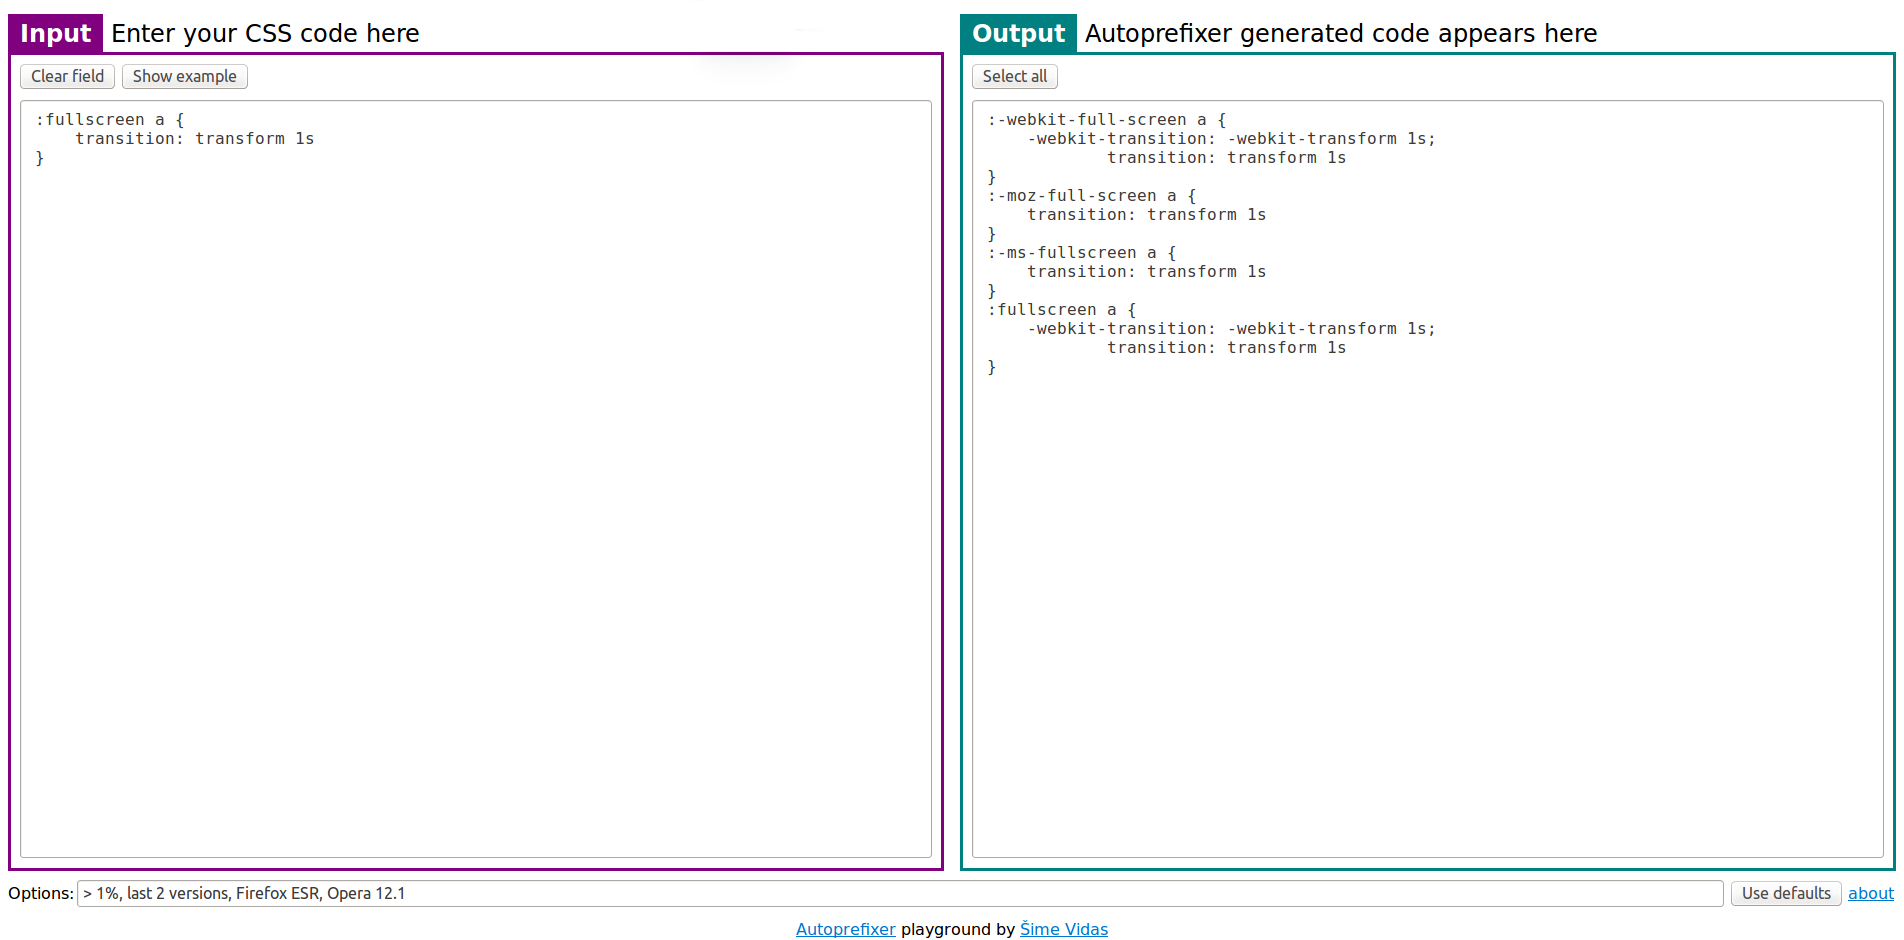 Input Enter your CSS code here
Clear field Show example
:fullscreen a {
    transition: transform 1s
}
Output Autoprefixer generated code appears here
Select all
:-webkit-full-screen a {
    -webkit-transition: -webkit-transform 1s;
            transition: transform 1s
}
:-moz-full-screen a {
    transition: transform 1s
}
:-ms-fullscreen a {
    transition: transform 1s
}
:fullscreen a {
    -webkit-transition: -webkit-transform 1s;
            transition: transform 1s
}
Options: > 1%, last 2 versions, Firefox ESR, Opera 12.1 Use defaults about
Autoprefixer playground by Šime Vidas